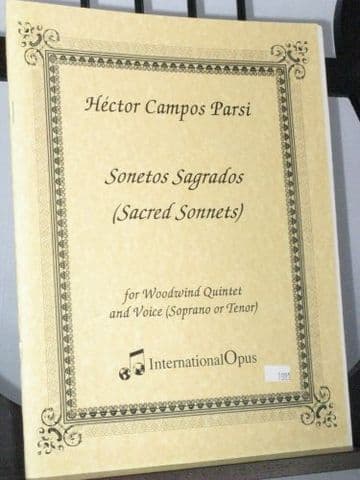 Héctor Campos Parsi
Sonetos Sagrados
(Sacred Sonnets)
for Woodwind Quintet
and Voice (Soprano or Tenor)
InternationalOpus